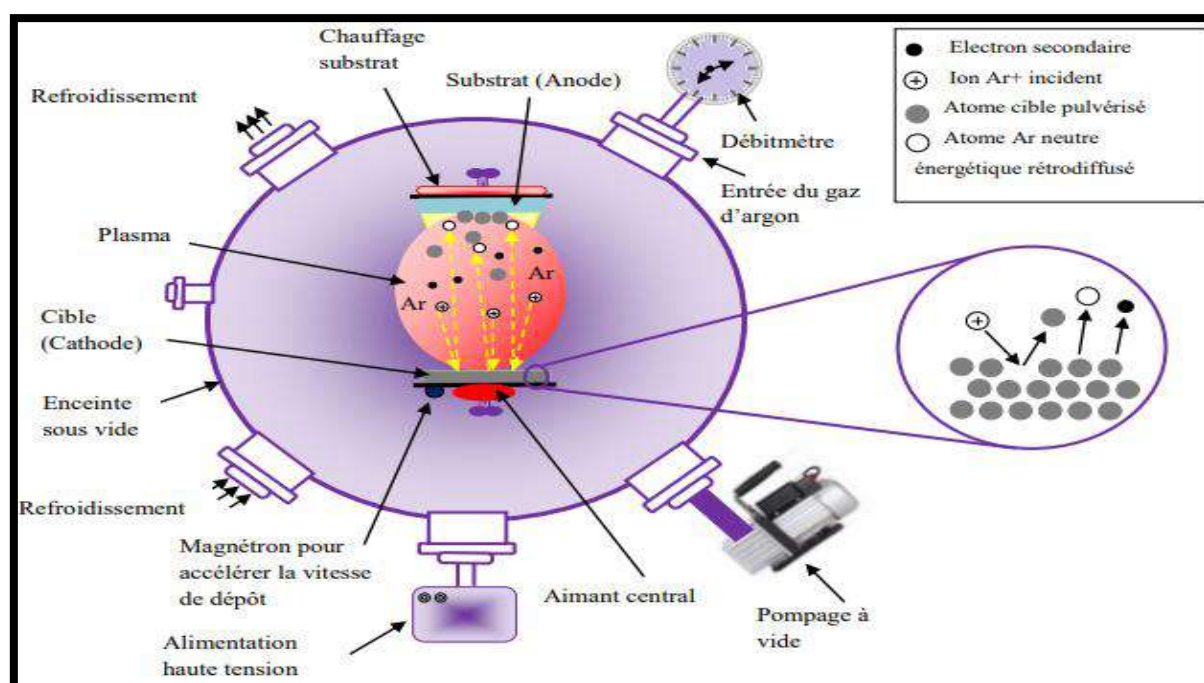 Chauffage
substrat
Substrat (Anode)
Refroidissement
Débitmètre
Entrée du gaz
d'argon
Electron secondaire
Ion Ar+ incident
Atome cible pulvérisé
Atome Ar neutre
énergétique rétrodiffusé
Plasma
Ar
Ar
Cible
(Cathode)
Enceinte
sous vide
Refroidissement
Magnétron pour
accélérer la vitesse
de dépôt
Aimant central
Pompage à
vide
Alimentation
haute tension